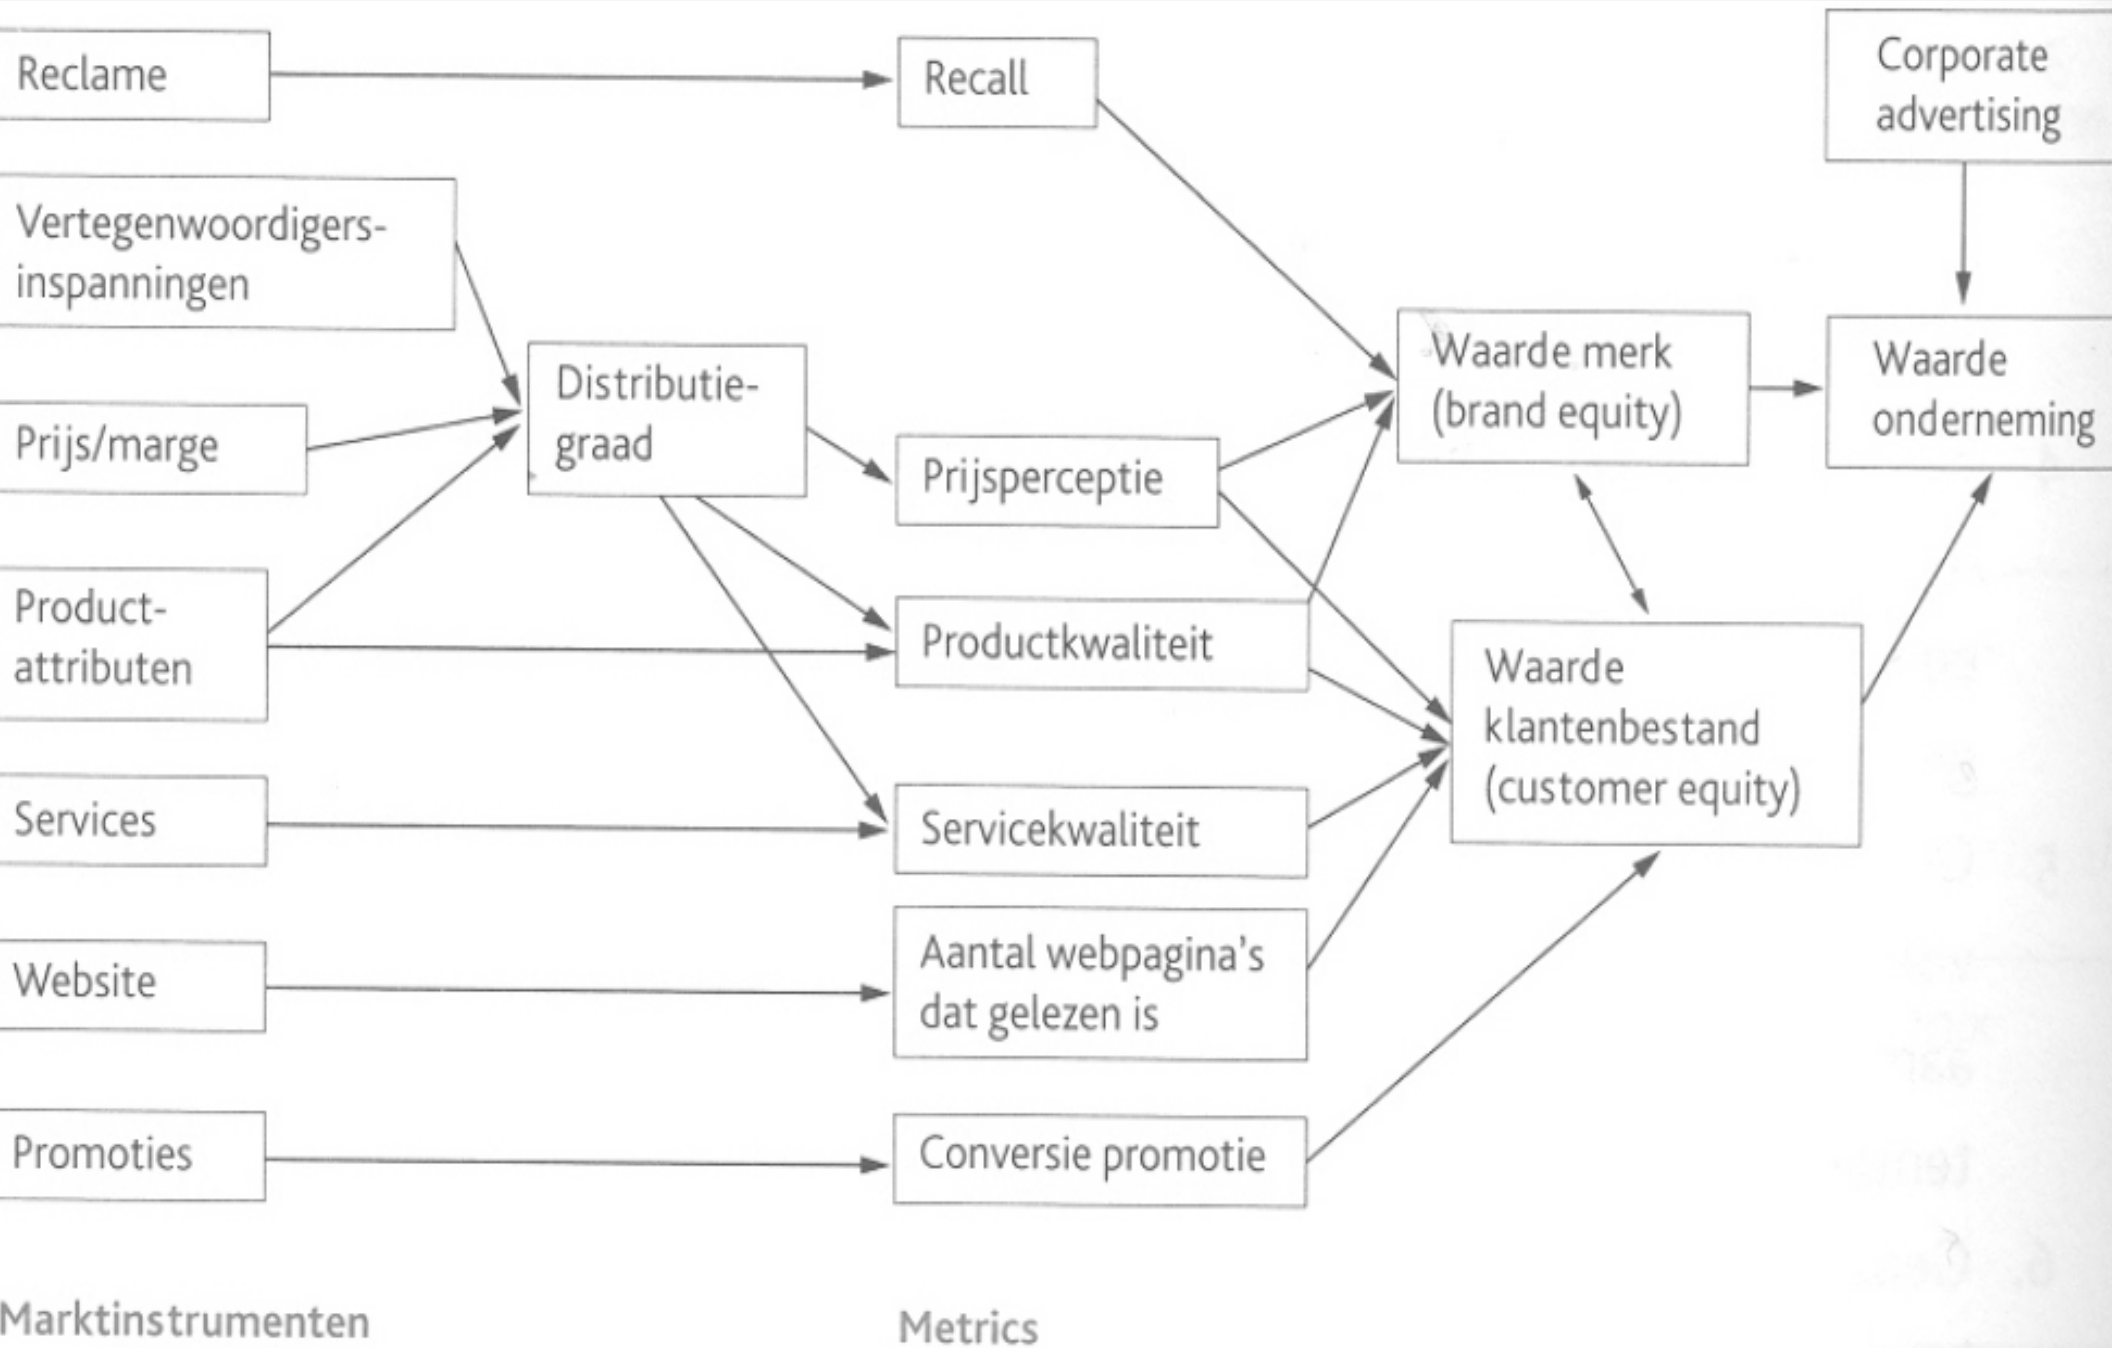 Reclame
Recall
Corporate
advertising
Vertegenwoordigers-
inspanningen
Distributie-
graad
Waarde merk
(brand equity)
Waarde
onderneming
Prijs/marge
Prijsperceptie
Product-
attributen
Productkwaliteit
Waarde
klantenbestand
(customer equity)
Services
Servicekwaliteit
Website
Aantal webpagina's
dat gelezen is
Promoties
Conversie promotie
Marktinstrumenten
Metrics